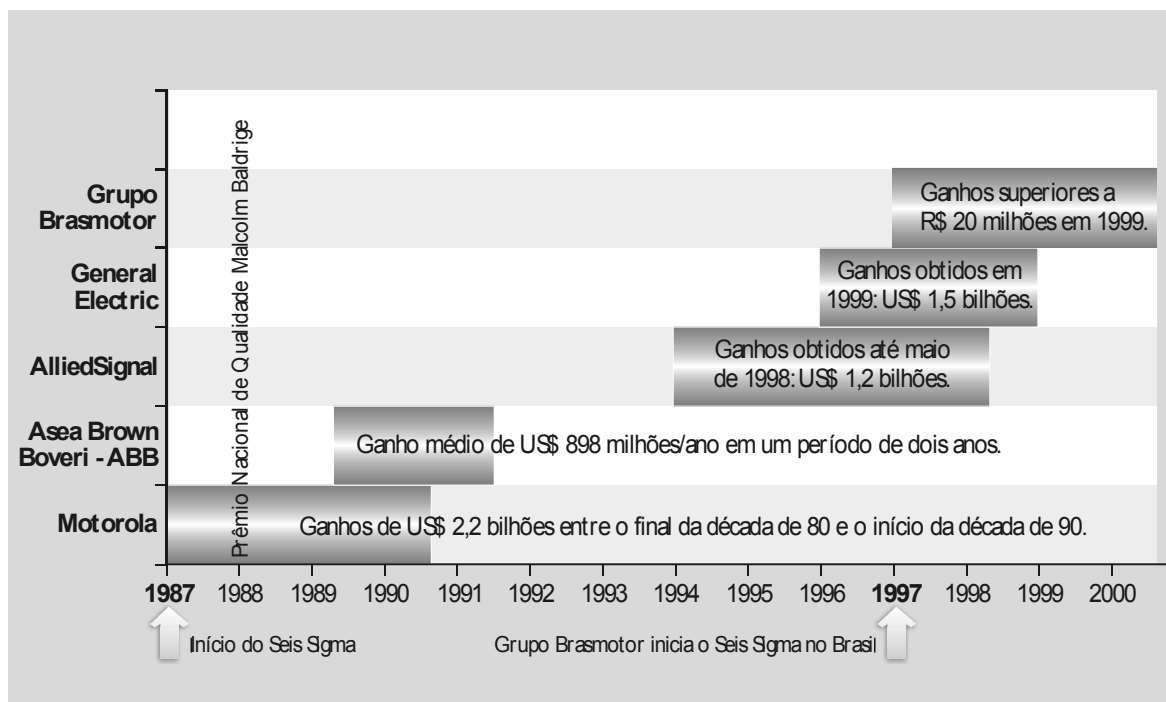 Prêmio Nacional de Qualidade Malcolm Baldrige
Grupo
Brasmotor
Ganhos superiores a
R$ 20 milhões em 1999.
General
Electric
Ganhos obtidos em
1999: US$ 1,5 bilhões.
AlliedSignal
Ganhos obtidos até maio
de 1998: US$ 1,2 bilhões.
Asea Brown
Boveri - ABB
Ganho médio de US$ 898 milhões/ano em um período de dois anos.
Motorola
Ganhos de US$ 2,2 bilhões entre o final da década de 80 e o início da década de 90.
1987 1988 1989 1990 1991 1992 1993 1994 1995 1996 1997 1998 1999 2000
Início do Seis Sigma
Grupo Brasmotor inicia o Seis Sigma no Brasil